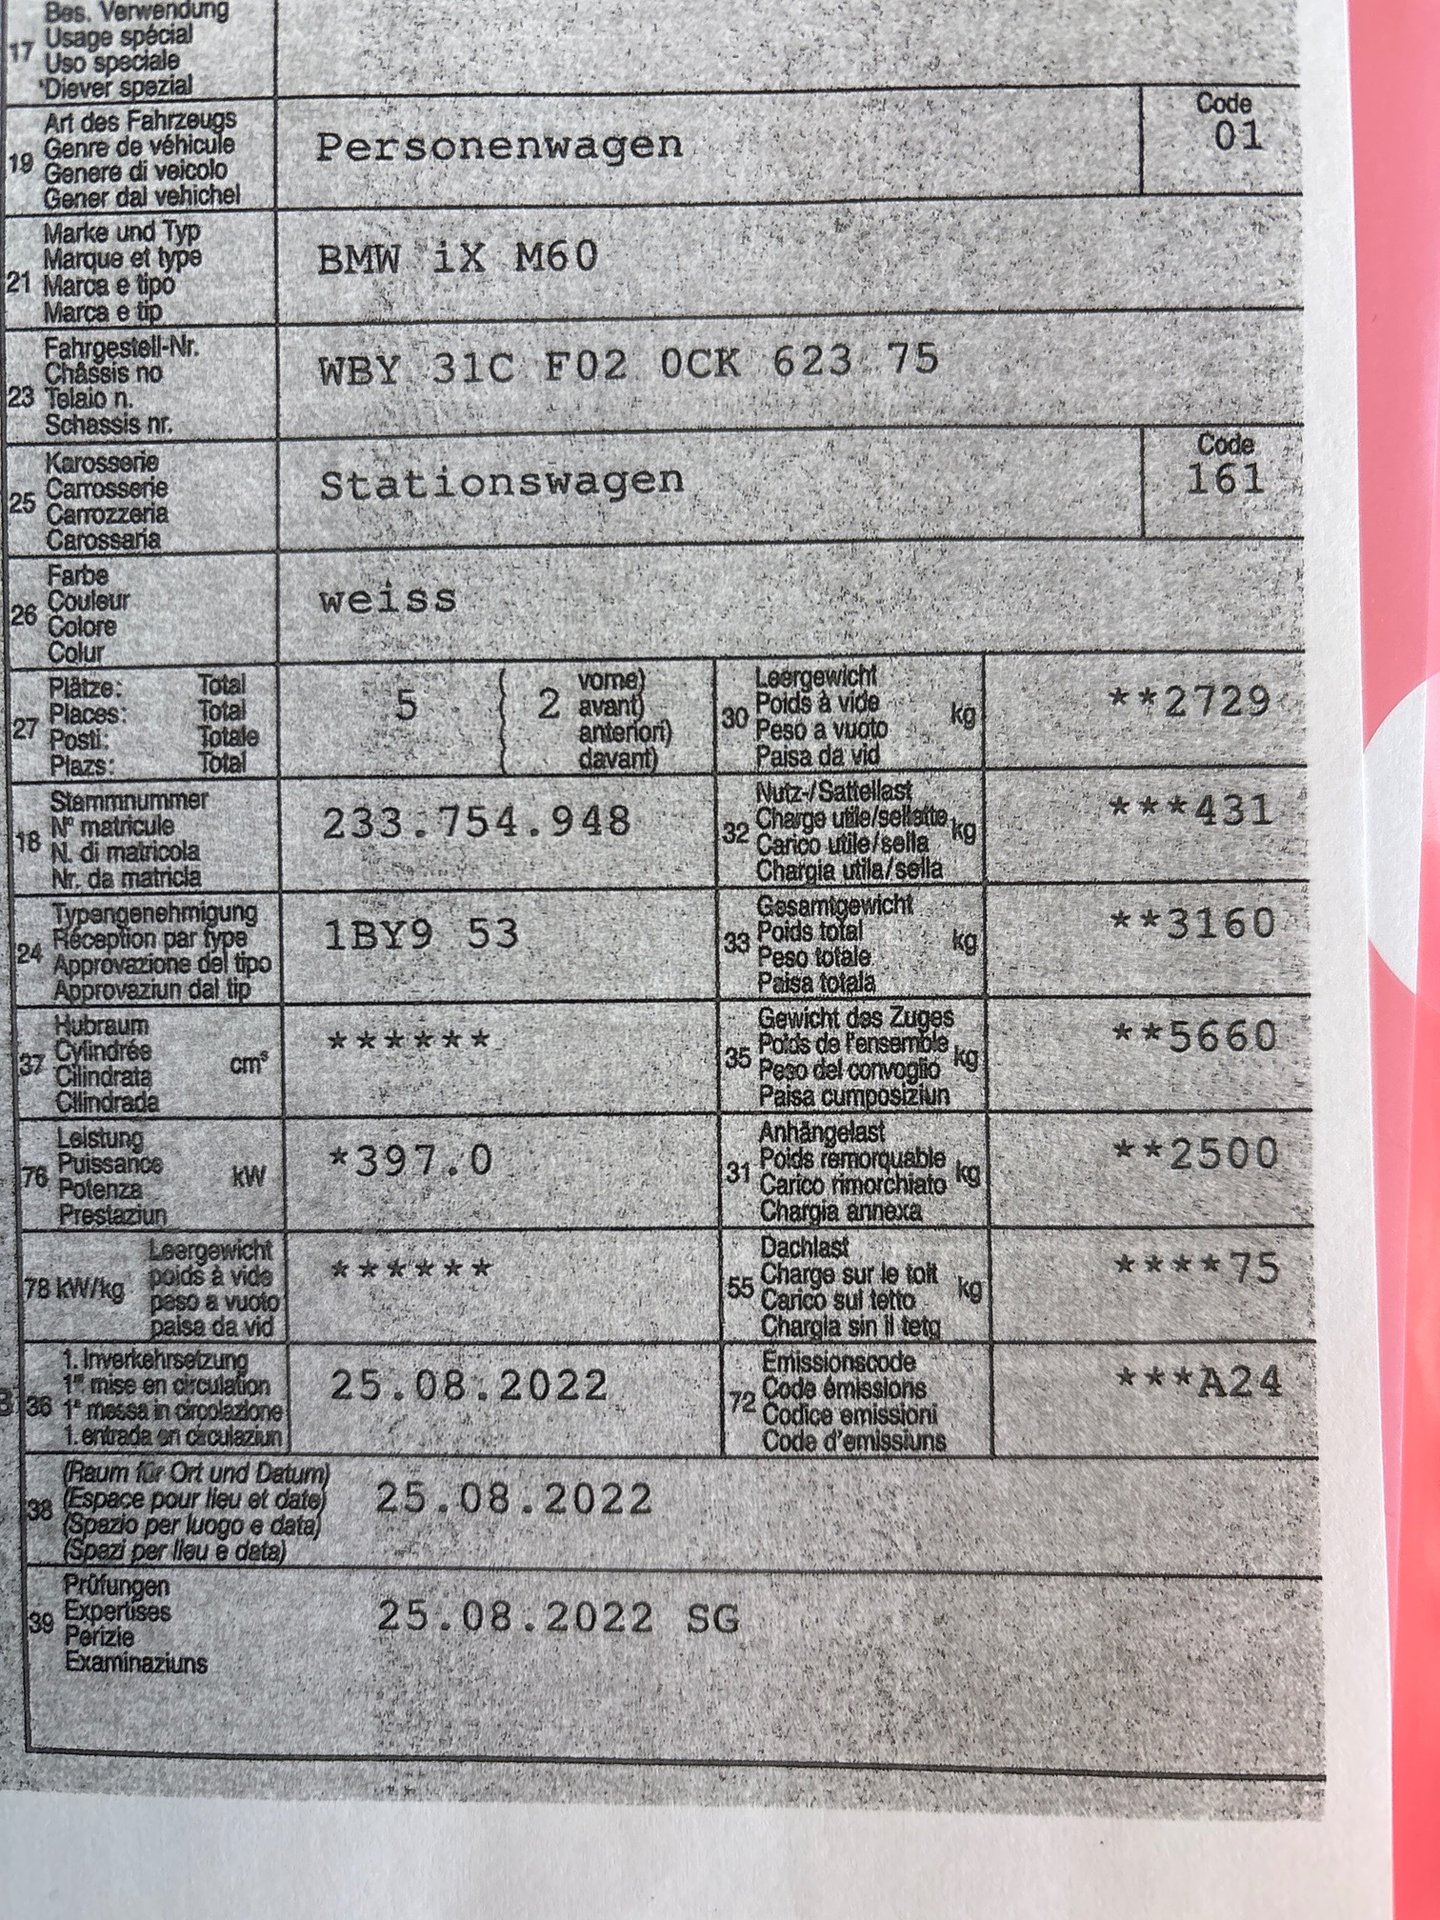 Bes. Verwendung
17 Usage spécial
Uso speciale
Diever spezial
Art des Fahrzeugs
19 Genre de véhicule
Genere di veicolo
Gener dal vehichel
Personenwagen
Code
01
Marke und Typ
Marque et type
21 Marca e tipo
Marca e tip
BMW iX M60
Fahrgestell-Nr.
Châssis no
23 Telaio n.
Schassis nr.
WBY 31C F02 0CK 623 75
Karosserie
25 Carrosserie
Carrozzeria
Carossaria
Stationswagen
Code
161
Farbe
26 Couleur
Colore
Colur
weiss
Plätze: Total
27 Places: Total
Posti: Totale
Plazs: Total
5 ( 2 vorne)
avant)
anteriori)
davant)
Leergewicht
30 Poids à vide kg
Peso a vuoto
Paisa da vid
**2729
Stammnummer
18 Nº matricule
N. di matricola
Nr. da matricla
233.754.948
Nutz-/Sattellast
32 Charge utile/sellette kg
Carico utile/sella
Chargia utila/sella
***431
Typengenehmigung
24 Réception par type
Approvazione del tipo
Approvaziun dal tip
1BY9 53
Gesamtgewicht
33 Poids total kg
Peso totale
Paisa totala
**3160
Hubraum
37 Cylindrée cm³
Cilindrata
Cilindrada
******
Gewicht des Zuges
35 Poids de l'ensemble kg
Peso del convoglio
Paisa cumposiziun
**5660
Leistung
76 Puissance kW
Potenza
Prestaziun
*397.0
Anhängelast
31 Poids remorquable kg
Carico rimorchiato
Chargia annexa
**2500
Leergewicht
78 kW/kg poids à vide
peso a vuoto
paisa da vid
******
Dachlast
55 Charge sur le toit kg
Carico sul tetto
Chargia sin il tetg
****75
1. Inverkehrsetzung
36 1re mise en circulation
1a messa in circolazione
1. entrada en circulaziun
25.08.2022
Emissionscode
72 Code émissions
Codice emissioni
Code d'emissiuns
***A24
(Raum für Ort und Datum)
38 (Espace pour lieu et date)
(Spazio per luogo e data)
(Spazi per lieu e data)
25.08.2022
Prüfungen
39 Expertises
Perizie
Examinaziuns
25.08.2022 SG